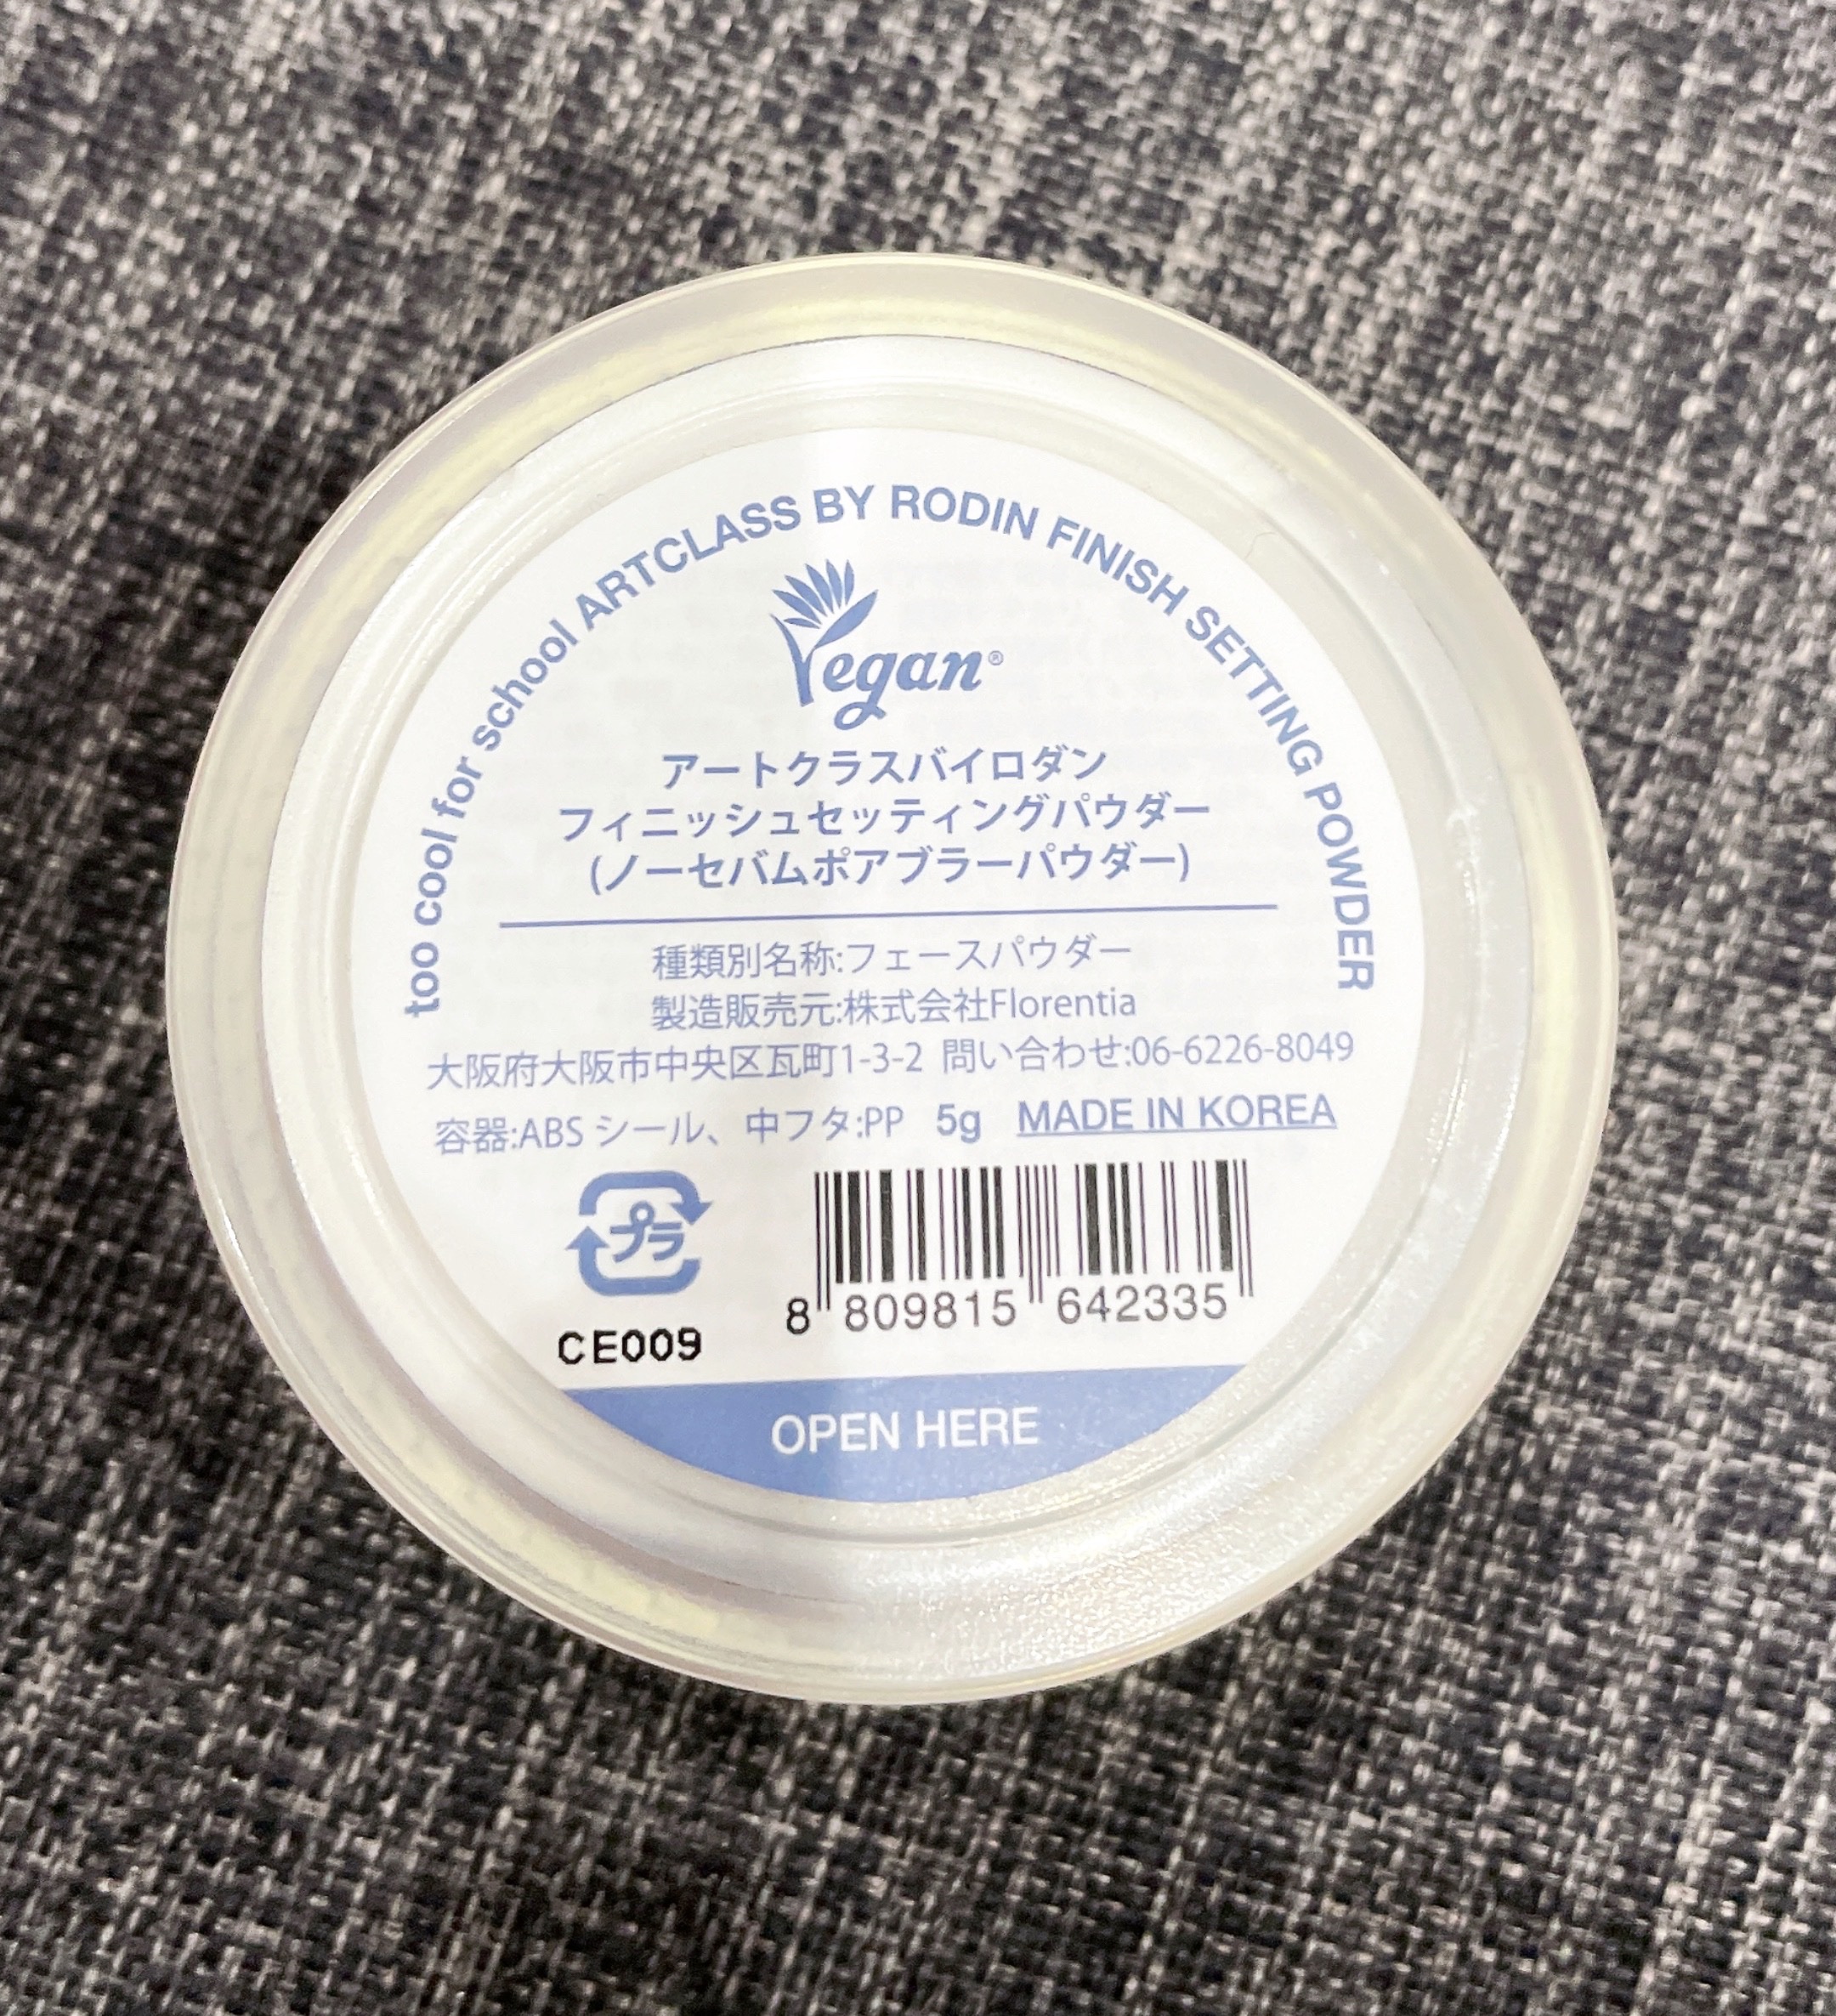 too cool for school ARTCLASS BY RODIN FINISH SETTING POWDER
Vegan®
アートクラスバイロダン
フィニッシュセッティングパウダー
(ノーセバムポアブラーパウダー)
種類別名称:フェースパウダー
製造販売元:株式会社Florentia
大阪府大阪市中央区瓦町1-3-2 問い合わせ:06-6226-8049
容器:ABS シール、中フタ:PP 5g MADE IN KOREA
プラ
8 809815 642335
CE009
OPEN HERE